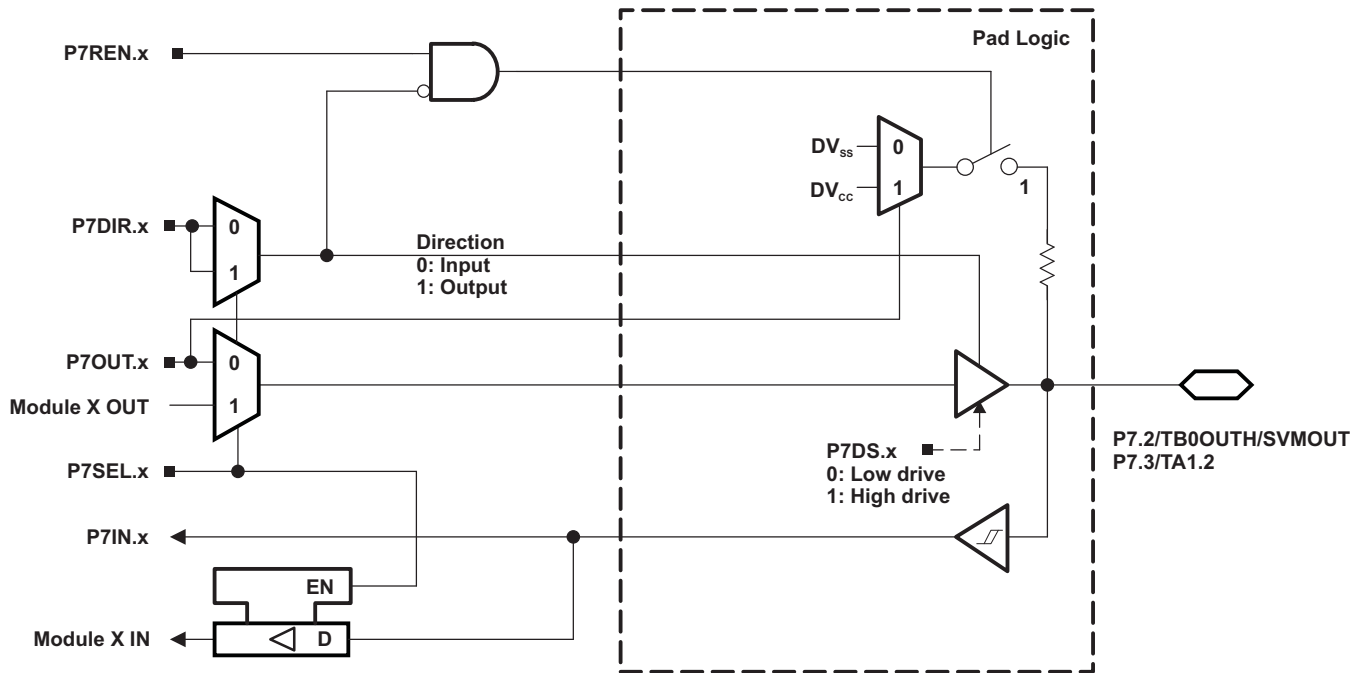 Pad Logic
P7REN.x
DVSS
0
DVCC
1
1
P7DIR.x
0
1
Direction
0: Input
1: Output
P7OUT.x
0
Module X OUT
1
P7SEL.x
P7DS.x
0: Low drive
1: High drive
P7.2/TB0OUTH/SVMOUT
P7.3/TA1.2
P7IN.x
EN
Module X IN
D